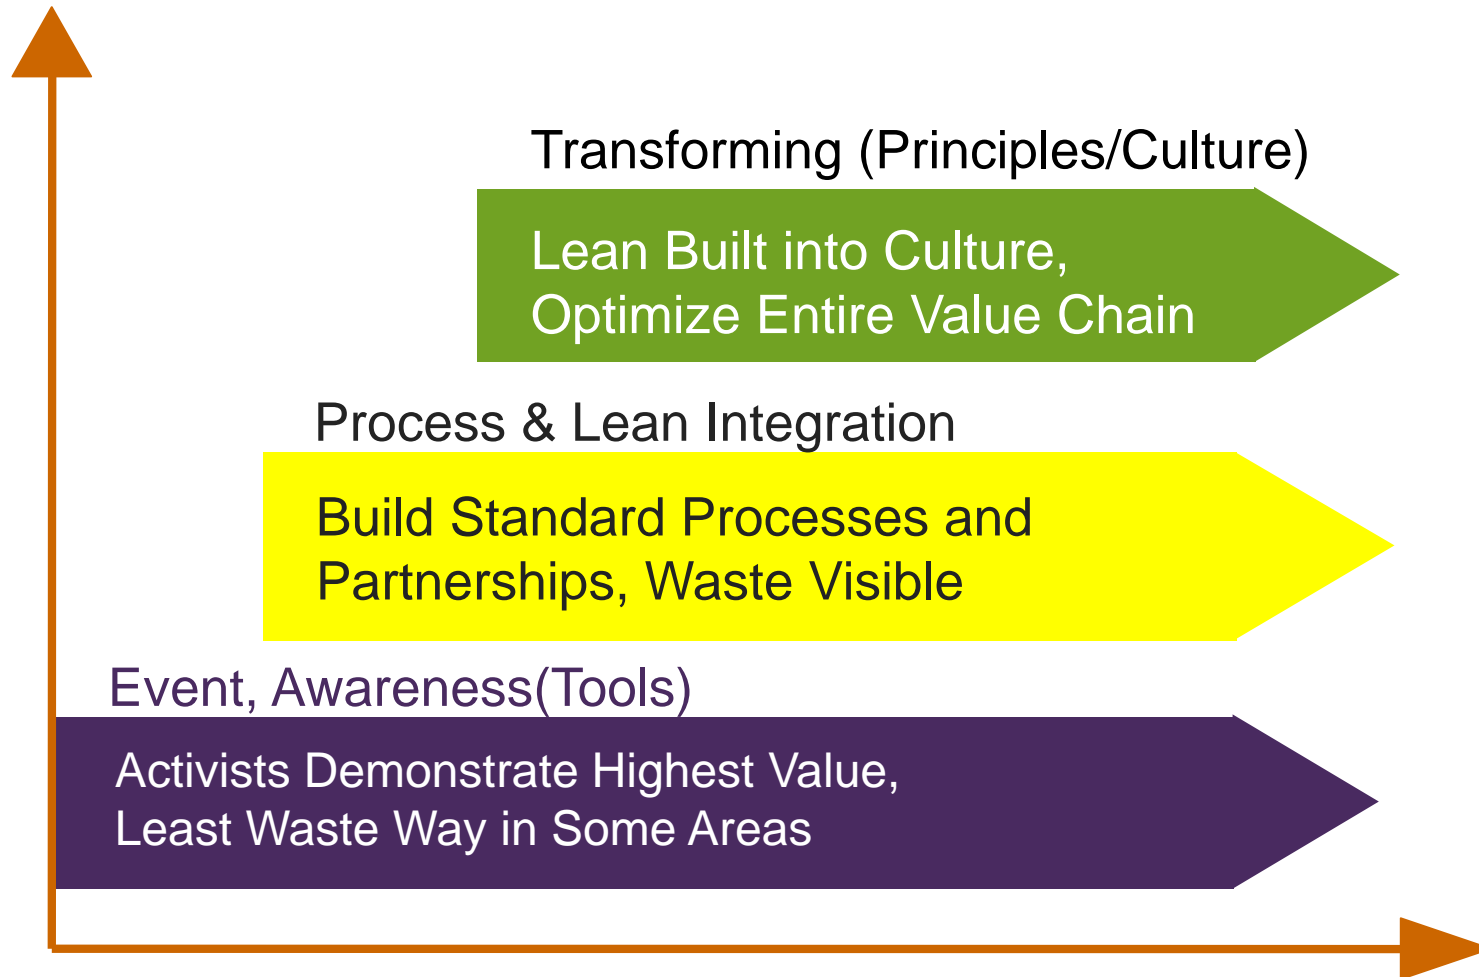 Transforming (Principles/Culture)
Lean Built into Culture,
Optimize Entire Value Chain
Process & Lean Integration
Build Standard Processes and
Partnerships, Waste Visible
Event, Awareness(Tools)
Activists Demonstrate Highest Value,
Least Waste Way in Some Areas